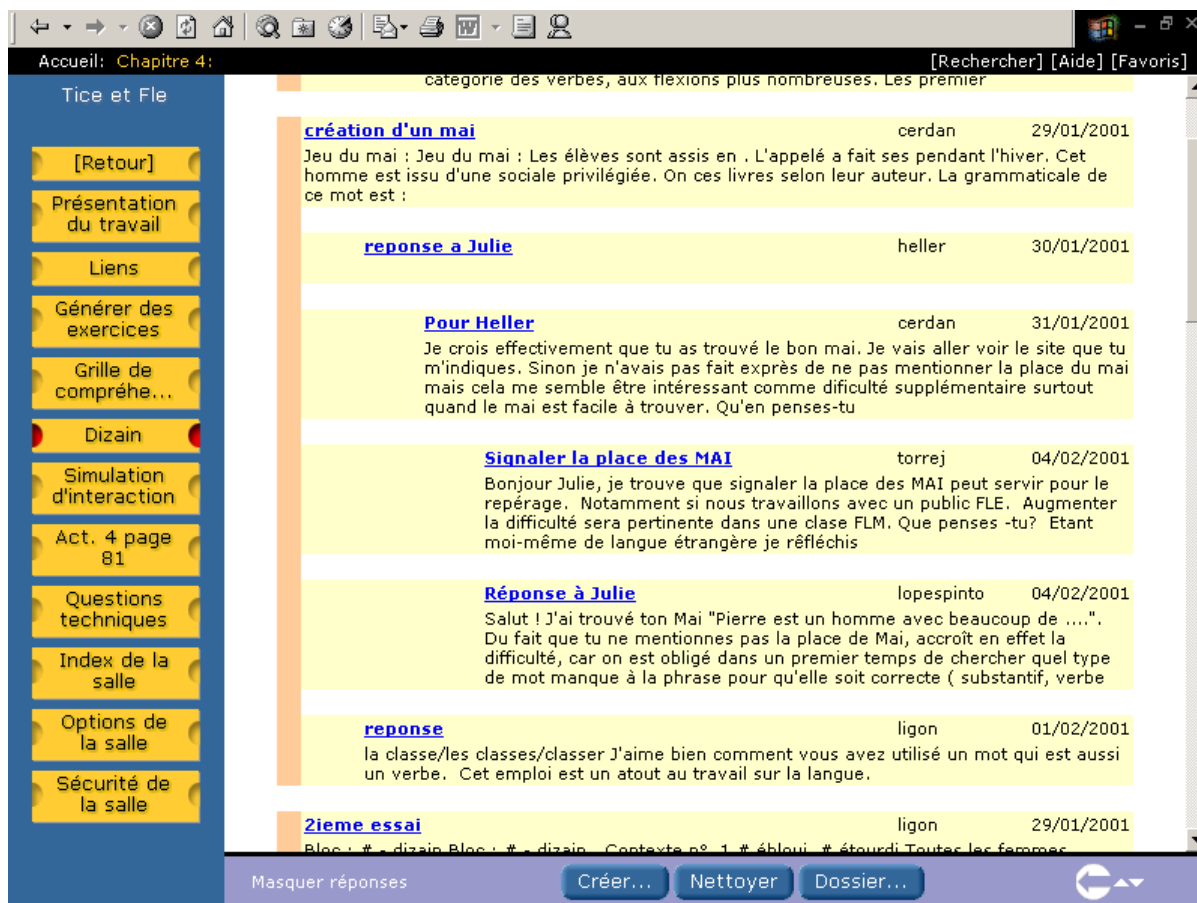 Accueil: Chapitre 4:
[Rechercher] [Aide] [Favoris]
Tice et Fle
[Retour]
Présentation
du travail
Liens
Générer des
exercices
Grille de
compréhe...
Dizain
Simulation
d'interaction
Act. 4 page
81
Questions
techniques
Index de la
salle
Options de
la salle
Sécurité de
la salle
catégorie des verbes, aux flexions plus nombreuses. Les premier
création d'un mai cerdan 29/01/2001
Jeu du mai : Jeu du mai : Les élèves sont assis en . L'appelé a fait ses pendant l'hiver. Cet
homme est issu d'une sociale privilégiée. On ces livres selon leur auteur. La grammaticale de
ce mot est :
reponse a Julie heller 30/01/2001
Pour Heller cerdan 31/01/2001
Je crois effectivement que tu as trouvé le bon mai. Je vais aller voir le site que tu
m'indiques. Sinon je n'avais pas fait exprès de ne pas mentionner la place du mai
mais cela me semble être intéressant comme dificulté supplémentaire surtout
quand le mai est facile à trouver. Qu'en penses-tu
Signaler la place des MAI torrej 04/02/2001
Bonjour Julie, je trouve que signaler la place des MAI peut servir pour le
repérage. Notamment si nous travaillons avec un public FLE. Augmenter
la difficulté sera pertinente dans une clase FLM. Que penses -tu? Etant
moi-même de langue étrangère je rêfléchis
Réponse à Julie lopespinto 04/02/2001
Salut ! J'ai trouvé ton Mai "Pierre est un homme avec beaucoup de ....".
Du fait que tu ne mentionnes pas la place de Mai, accroît en effet la
difficulté, car on est obligé dans un premier temps de chercher quel type
de mot manque à la phrase pour qu'elle soit correcte ( substantif, verbe
reponse ligon 01/02/2001
la classe/les classes/classer J'aime bien comment vous avez utilisé un mot qui est aussi
un verbe. Cet emploi est un atout au travail sur la langue.
2ieme essai ligon 29/01/2001
Bloc : # - dizain Bloc : # - dizain Contexte n° 1 # ébloui # étourdi Toutes les femmes
Masquer réponses
Créer... Nettoyer Dossier...